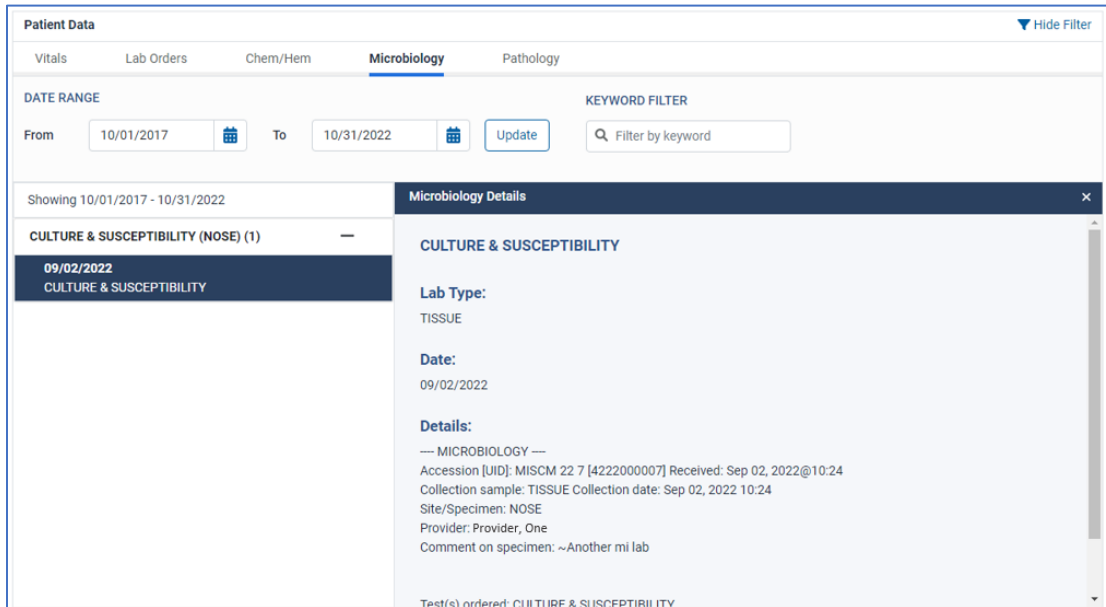 Patient Data
Hide Filter
Vitals Lab Orders Chem/Hem Microbiology Pathology
DATE RANGE
KEYWORD FILTER
From 10/01/2017 To 10/31/2022 Update Filter by keyword
Showing 10/01/2017 - 10/31/2022
CULTURE & SUSCEPTIBILITY (NOSE) (1)
09/02/2022
CULTURE & SUSCEPTIBILITY
Microbiology Details
CULTURE & SUSCEPTIBILITY
Lab Type:
TISSUE
Date:
09/02/2022
Details:
---- MICROBIOLOGY ----
Accession [UID]: MISCM 22 7 [4222000007] Received: Sep 02, 2022@10:24
Collection sample: TISSUE Collection date: Sep 02, 2022 10:24
Site/Specimen: NOSE
Provider: Provider, One
Comment on specimen: ~Another mi lab
Test(s) ordered: CULTURE & SUSCEPTIBILITY